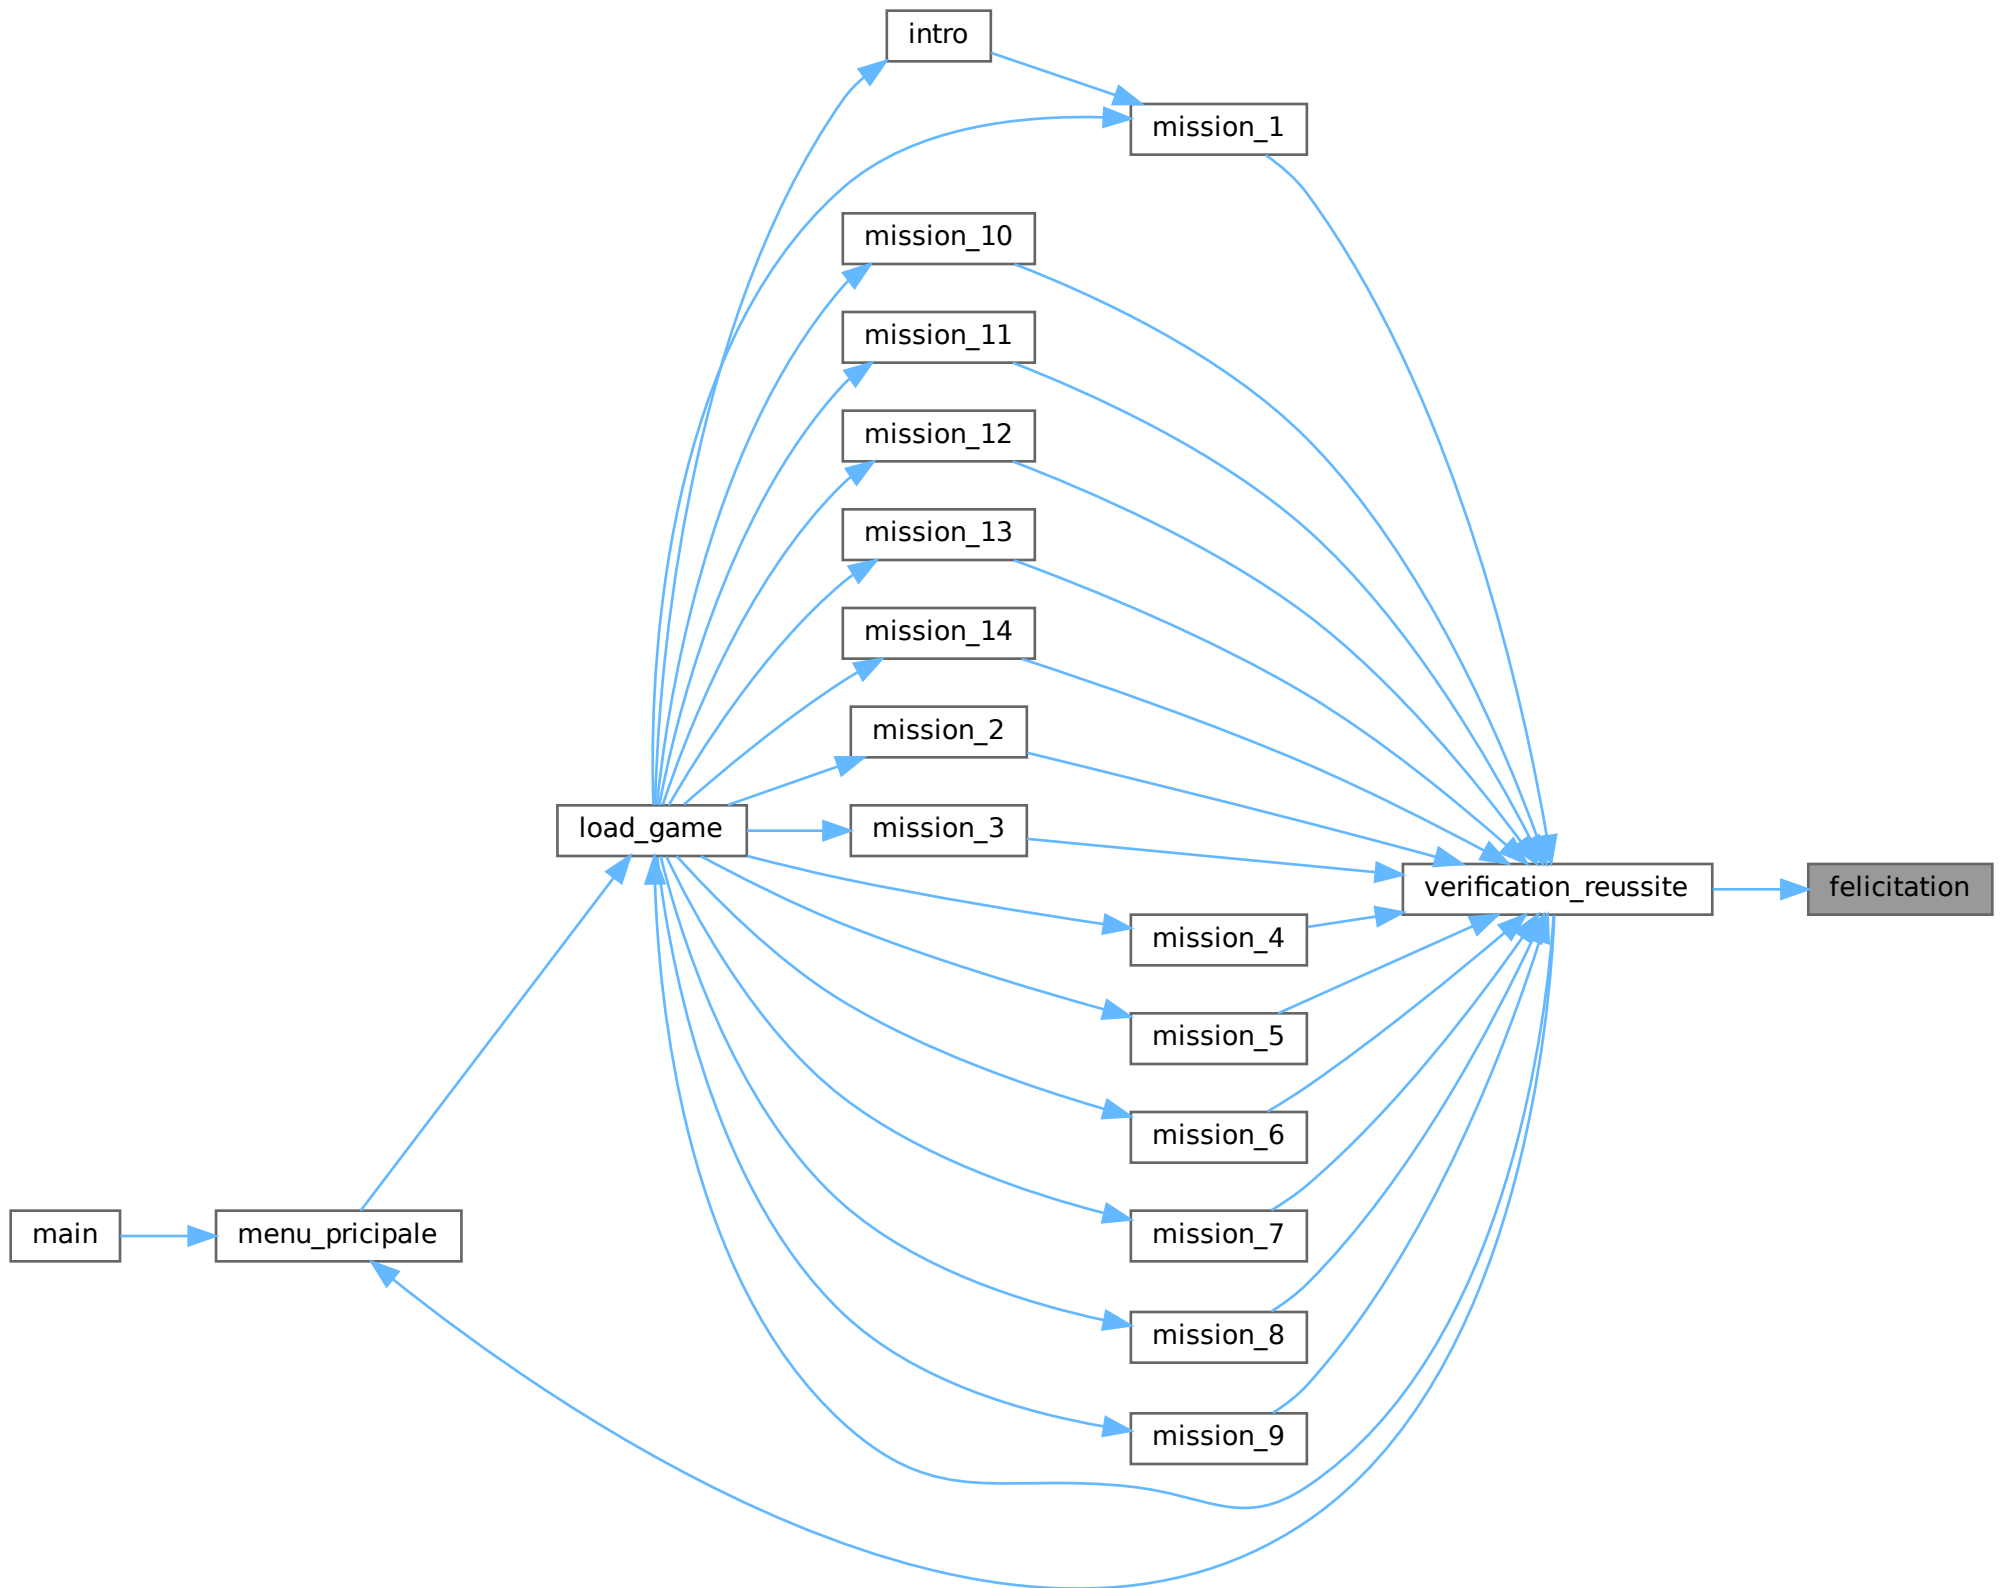 intro
mission_1
mission_10
mission_11
mission_12
mission_13
mission_14
mission_2
load_game
mission_3
verification_reussite
felicitation
mission_4
mission_5
mission_6
main
menu_pricipale
mission_7
mission_8
mission_9